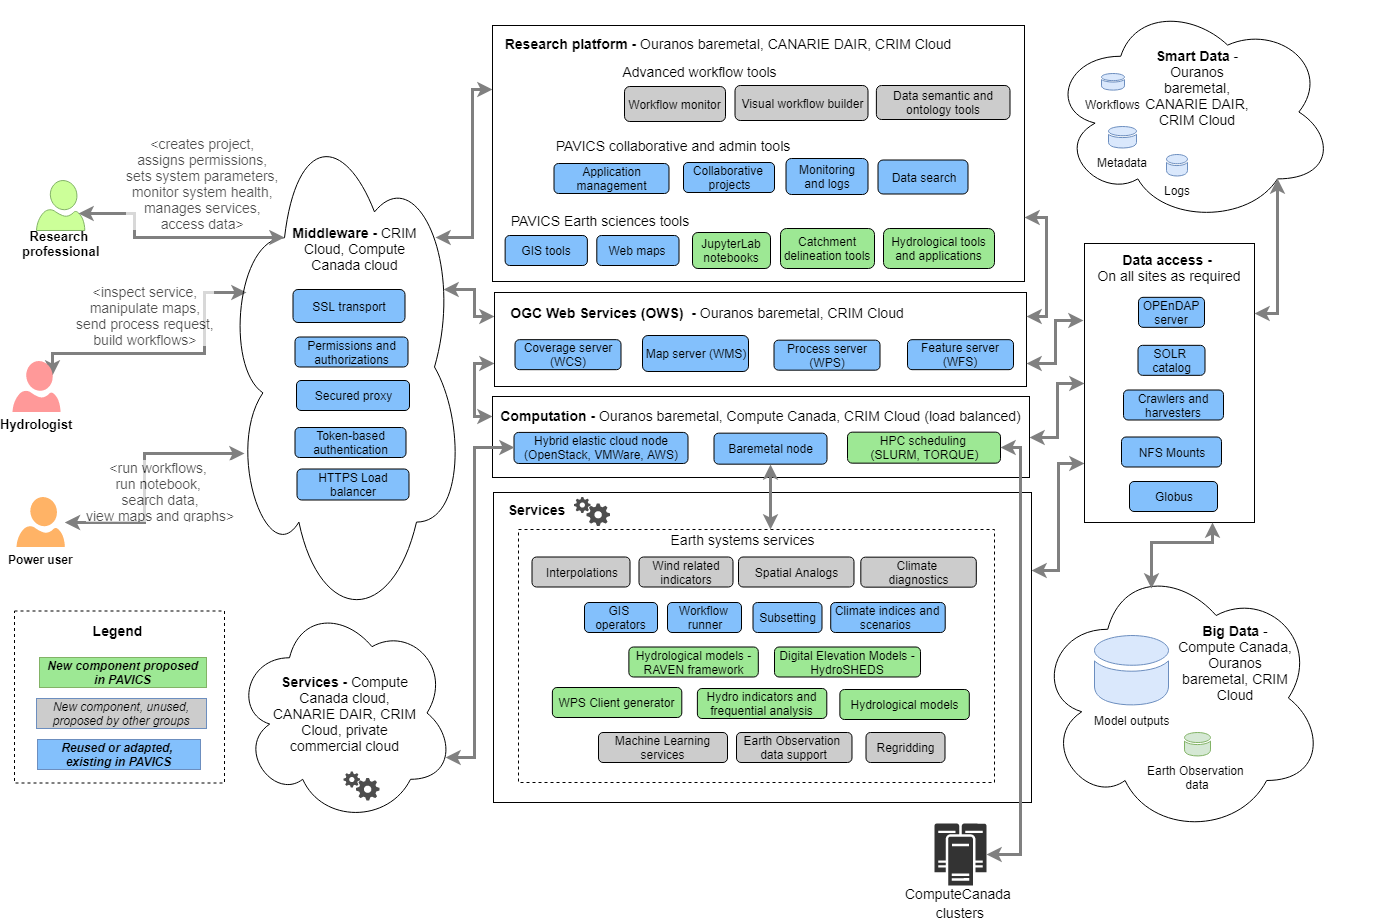 Research platform - Ouranos baremetal, CANARIE DAIR, CRIM Cloud
Advanced workflow tools
Workflow monitor
Visual workflow builder
Data semantic and
ontology tools
PAVICS collaborative and admin tools
Application
management
Collaborative
projects
Monitoring
and logs
Data search
PAVICS Earth sciences tools
GIS tools
Web maps
JupyterLab
notebooks
Catchment
delineation tools
Hydrological tools
and applications
Smart Data -
Ouranos
baremetal,
CANARIE DAIR,
CRIM Cloud
Workflows
Metadata
Logs
<creates project,
assigns permissions,
sets system parameters,
monitor system health,
manages services,
access data>
Research
professional
<inspect service,
manipulate maps,
send process request,
build workflows>
Hydrologist
<run workflows,
run notebook,
search data,
view maps and graphs>
Power user
Middleware - CRIM
Cloud, Compute
Canada cloud
SSL transport
Permissions and
authorizations
Secured proxy
Token-based
authentication
HTTPS Load
balancer
OGC Web Services (OWS) - Ouranos baremetal, CRIM Cloud
Coverage server
(WCS)
Map server (WMS)
Process server
(WPS)
Feature server
(WFS)
Computation - Ouranos baremetal, Compute Canada, CRIM Cloud (load balanced)
Hybrid elastic cloud node
(OpenStack, VMWare, AWS)
Baremetal node
HPC scheduling
(SLURM, TORQUE)
Data access -
On all sites as required
OPEnDAP
server
SOLR
catalog
Crawlers and
harvesters
NFS Mounts
Globus
Services
Earth systems services
Interpolations
Wind related
indicators
Spatial Analogs
Climate
diagnostics
GIS
operators
Workflow
runner
Subsetting
Climate indices and
scenarios
Hydrological models -
RAVEN framework
Digital Elevation Models -
HydroSHEDS
WPS Client generator
Hydro indicators and
frequential analysis
Hydrological models
Machine Learning
services
Earth Observation
data support
Regridding
Legend
New component proposed
in PAVICS
New component, unused,
proposed by other groups
Reused or adapted,
existing in PAVICS
Services - Compute
Canada cloud,
CANARIE DAIR, CRIM
Cloud, private
commercial cloud
Big Data -
Compute Canada,
Ouranos
baremetal, CRIM
Cloud
Model outputs
Earth Observation
data
ComputeCanada
clusters